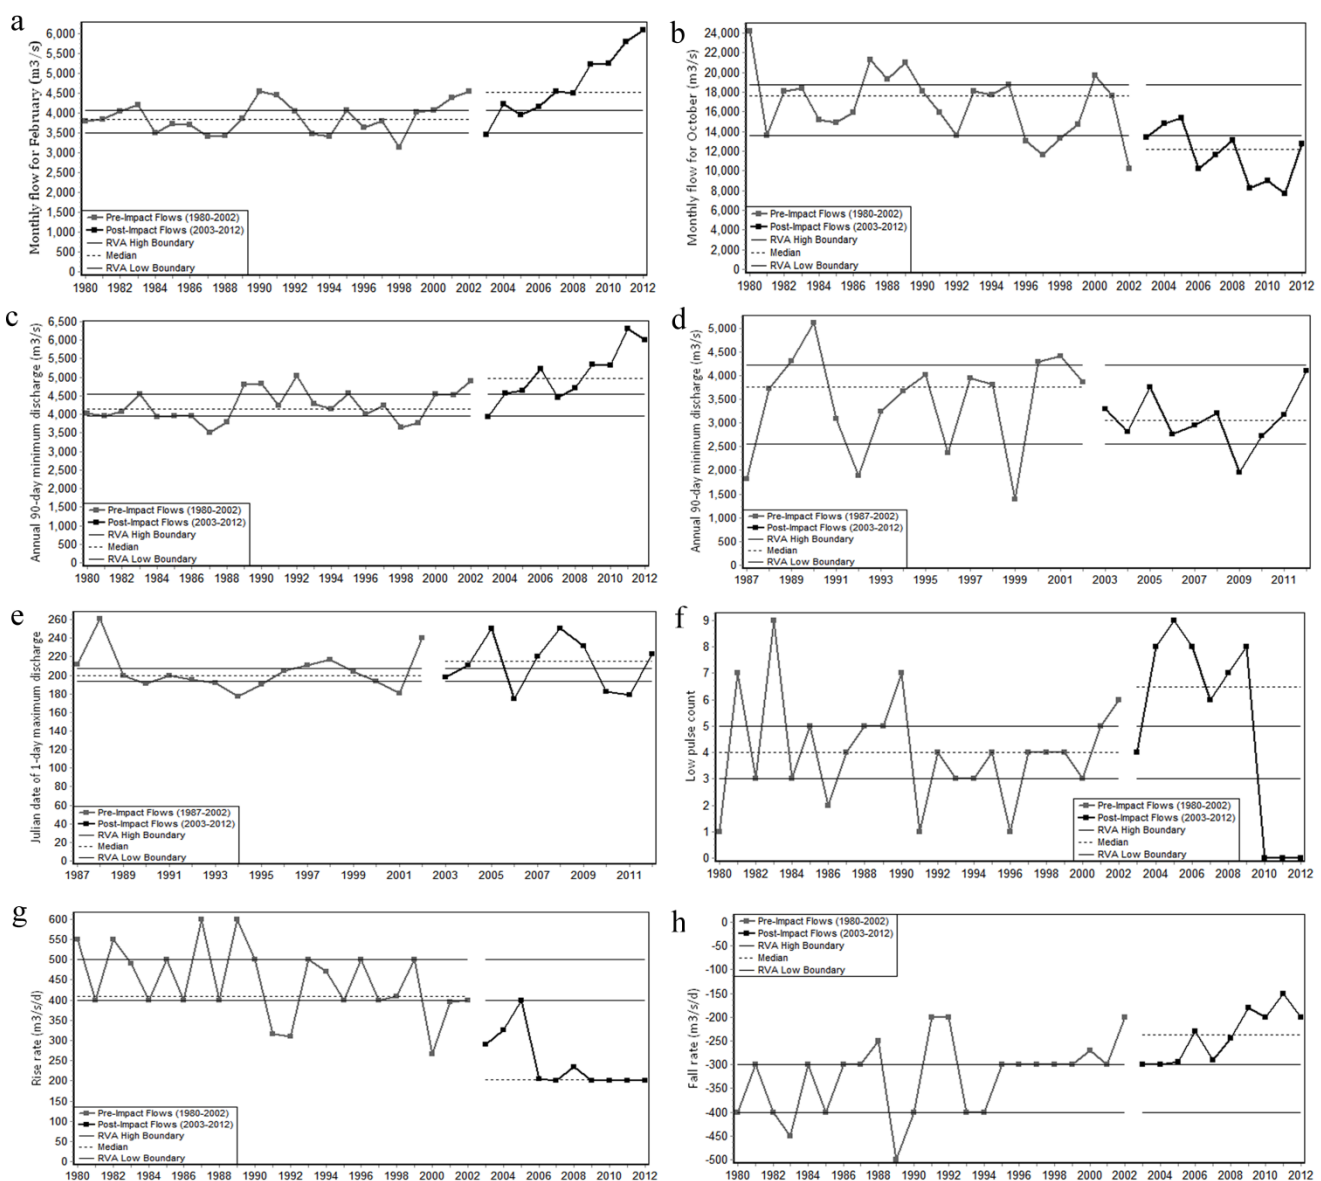 a
Monthly flow for February (m3/s)
6,000
5,500
5,000
4,500
4,000
3,500
3,000
2,500
2,000
1,500
1,000
500
0
Pre-Impact Flows (1980-2002)
Post-Impact Flows (2003-2012)
RVA High Boundary
Median
RVA Low Boundary
1980 1982 1984 1986 1988 1990 1992 1994 1996 1998 2000 2002 2004 2006 2008 2010 2012
b
Monthly flow for October (m3/s)
24,000
22,000
20,000
18,000
16,000
14,000
12,000
10,000
8,000
6,000
4,000
2,000
0
Pre-Impact Flows (1980-2002)
Post-Impact Flows (2003-2012)
RVA High Boundary
Median
RVA Low Boundary
1980 1982 1984 1986 1988 1990 1992 1994 1996 1998 2000 2002 2004 2006 2008 2010 2012
c
Annual 90-day minimum discharge (m3/s)
6,500
6,000
5,500
5,000
4,500
4,000
3,500
3,000
2,500
2,000
1,500
1,000
500
0
Pre-Impact Flows (1980-2002)
Post-Impact Flows (2003-2012)
RVA High Boundary
Median
RVA Low Boundary
1980 1982 1984 1986 1988 1990 1992 1994 1996 1998 2000 2002 2004 2006 2008 2010 2012
d
Annual 90-day minimum discharge (m3/s)
5,000
4,500
4,000
3,500
3,000
2,500
2,000
1,500
1,000
500
0
Pre-Impact Flows (1987-2002)
Post-Impact Flows (2003-2012)
RVA High Boundary
Median
RVA Low Boundary
1987 1989 1991 1993 1995 1997 1999 2001 2003 2005 2007 2009 2011
e
Julian date of 1-day maximum discharge
260
240
220
200
180
160
140
120
100
80
60
40
20
0
Pre-Impact Flows (1987-2002)
Post-Impact Flows (2003-2012)
RVA High Boundary
Median
RVA Low Boundary
1987 1989 1991 1993 1995 1997 1999 2001 2003 2005 2007 2009 2011
f
Low pulse count
9
8
7
6
5
4
3
2
1
0
Pre-Impact Flows (1980-2002)
Post-Impact Flows (2003-2012)
RVA High Boundary
Median
RVA Low Boundary
1980 1982 1984 1986 1988 1990 1992 1994 1996 1998 2000 2002 2004 2006 2008 2010 2012
g
Rise rate (m3/s/d)
600
550
500
450
400
350
300
250
200
150
100
50
0
Pre-Impact Flows (1980-2002)
Post-Impact Flows (2003-2012)
RVA High Boundary
Median
RVA Low Boundary
1980 1982 1984 1986 1988 1990 1992 1994 1996 1998 2000 2002 2004 2006 2008 2010 2012
h
Fall rate (m3/s/d)
-0
-50
-100
-150
-200
-250
-300
-350
-400
-450
-500
Pre-Impact Flows (1980-2002)
Post-Impact Flows (2003-2012)
RVA High Boundary
Median
RVA Low Boundary
1980 1982 1984 1986 1988 1990 1992 1994 1996 1998 2000 2002 2004 2006 2008 2010 2012